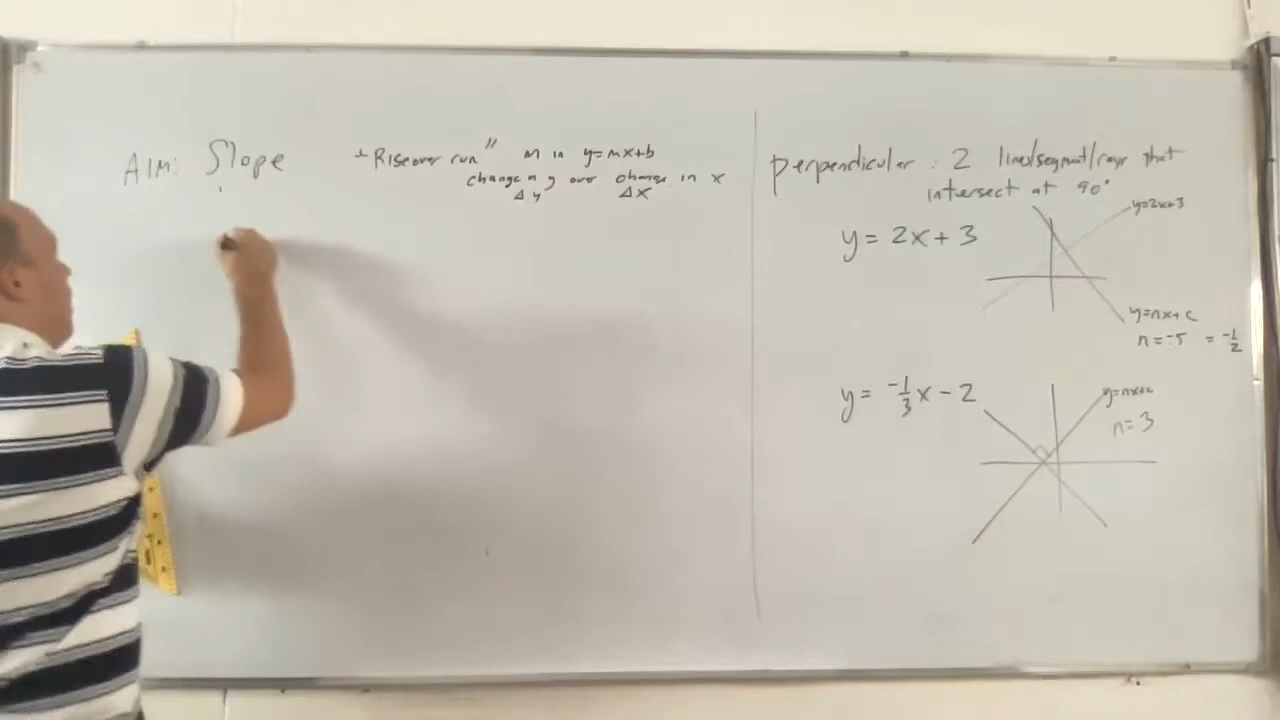 AIM: Slope
"Rise over run" m in y=mx+b
change in y over change in x
Δy Δx
perpendicular : 2 lines/segment/rays that
intersect at 90°
y = 2x + 3
y=2x+3
y=nx+c
n=-5 = -1/2
y = -1/3 x - 2
y=nx+c
n=3